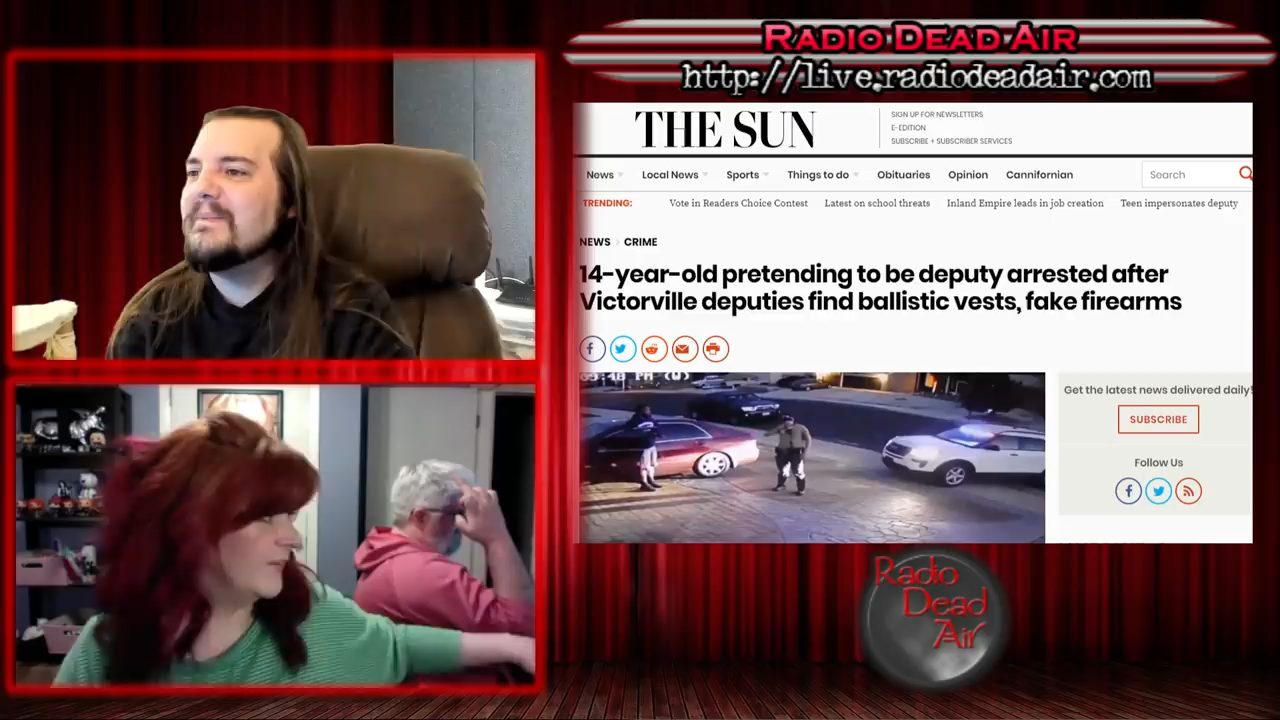 Radio Dead Air
http://live.radiodeadair.com
THE SUN
SIGN UP FOR NEWSLETTERS
E-EDITION
SUBSCRIBE + SUBSCRIBER SERVICES
News Local News Sports Things to do Obituaries Opinion Cannifornian Search
TRENDING: Vote in Readers Choice Contest Latest on school threats Inland Empire leads in job creation Teen impersonates deputy
NEWS › CRIME
14-year-old pretending to be deputy arrested after
Victorville deputies find ballistic vests, fake firearms
Get the latest news delivered daily!
SUBSCRIBE
Follow Us
Radio
Dead
Air